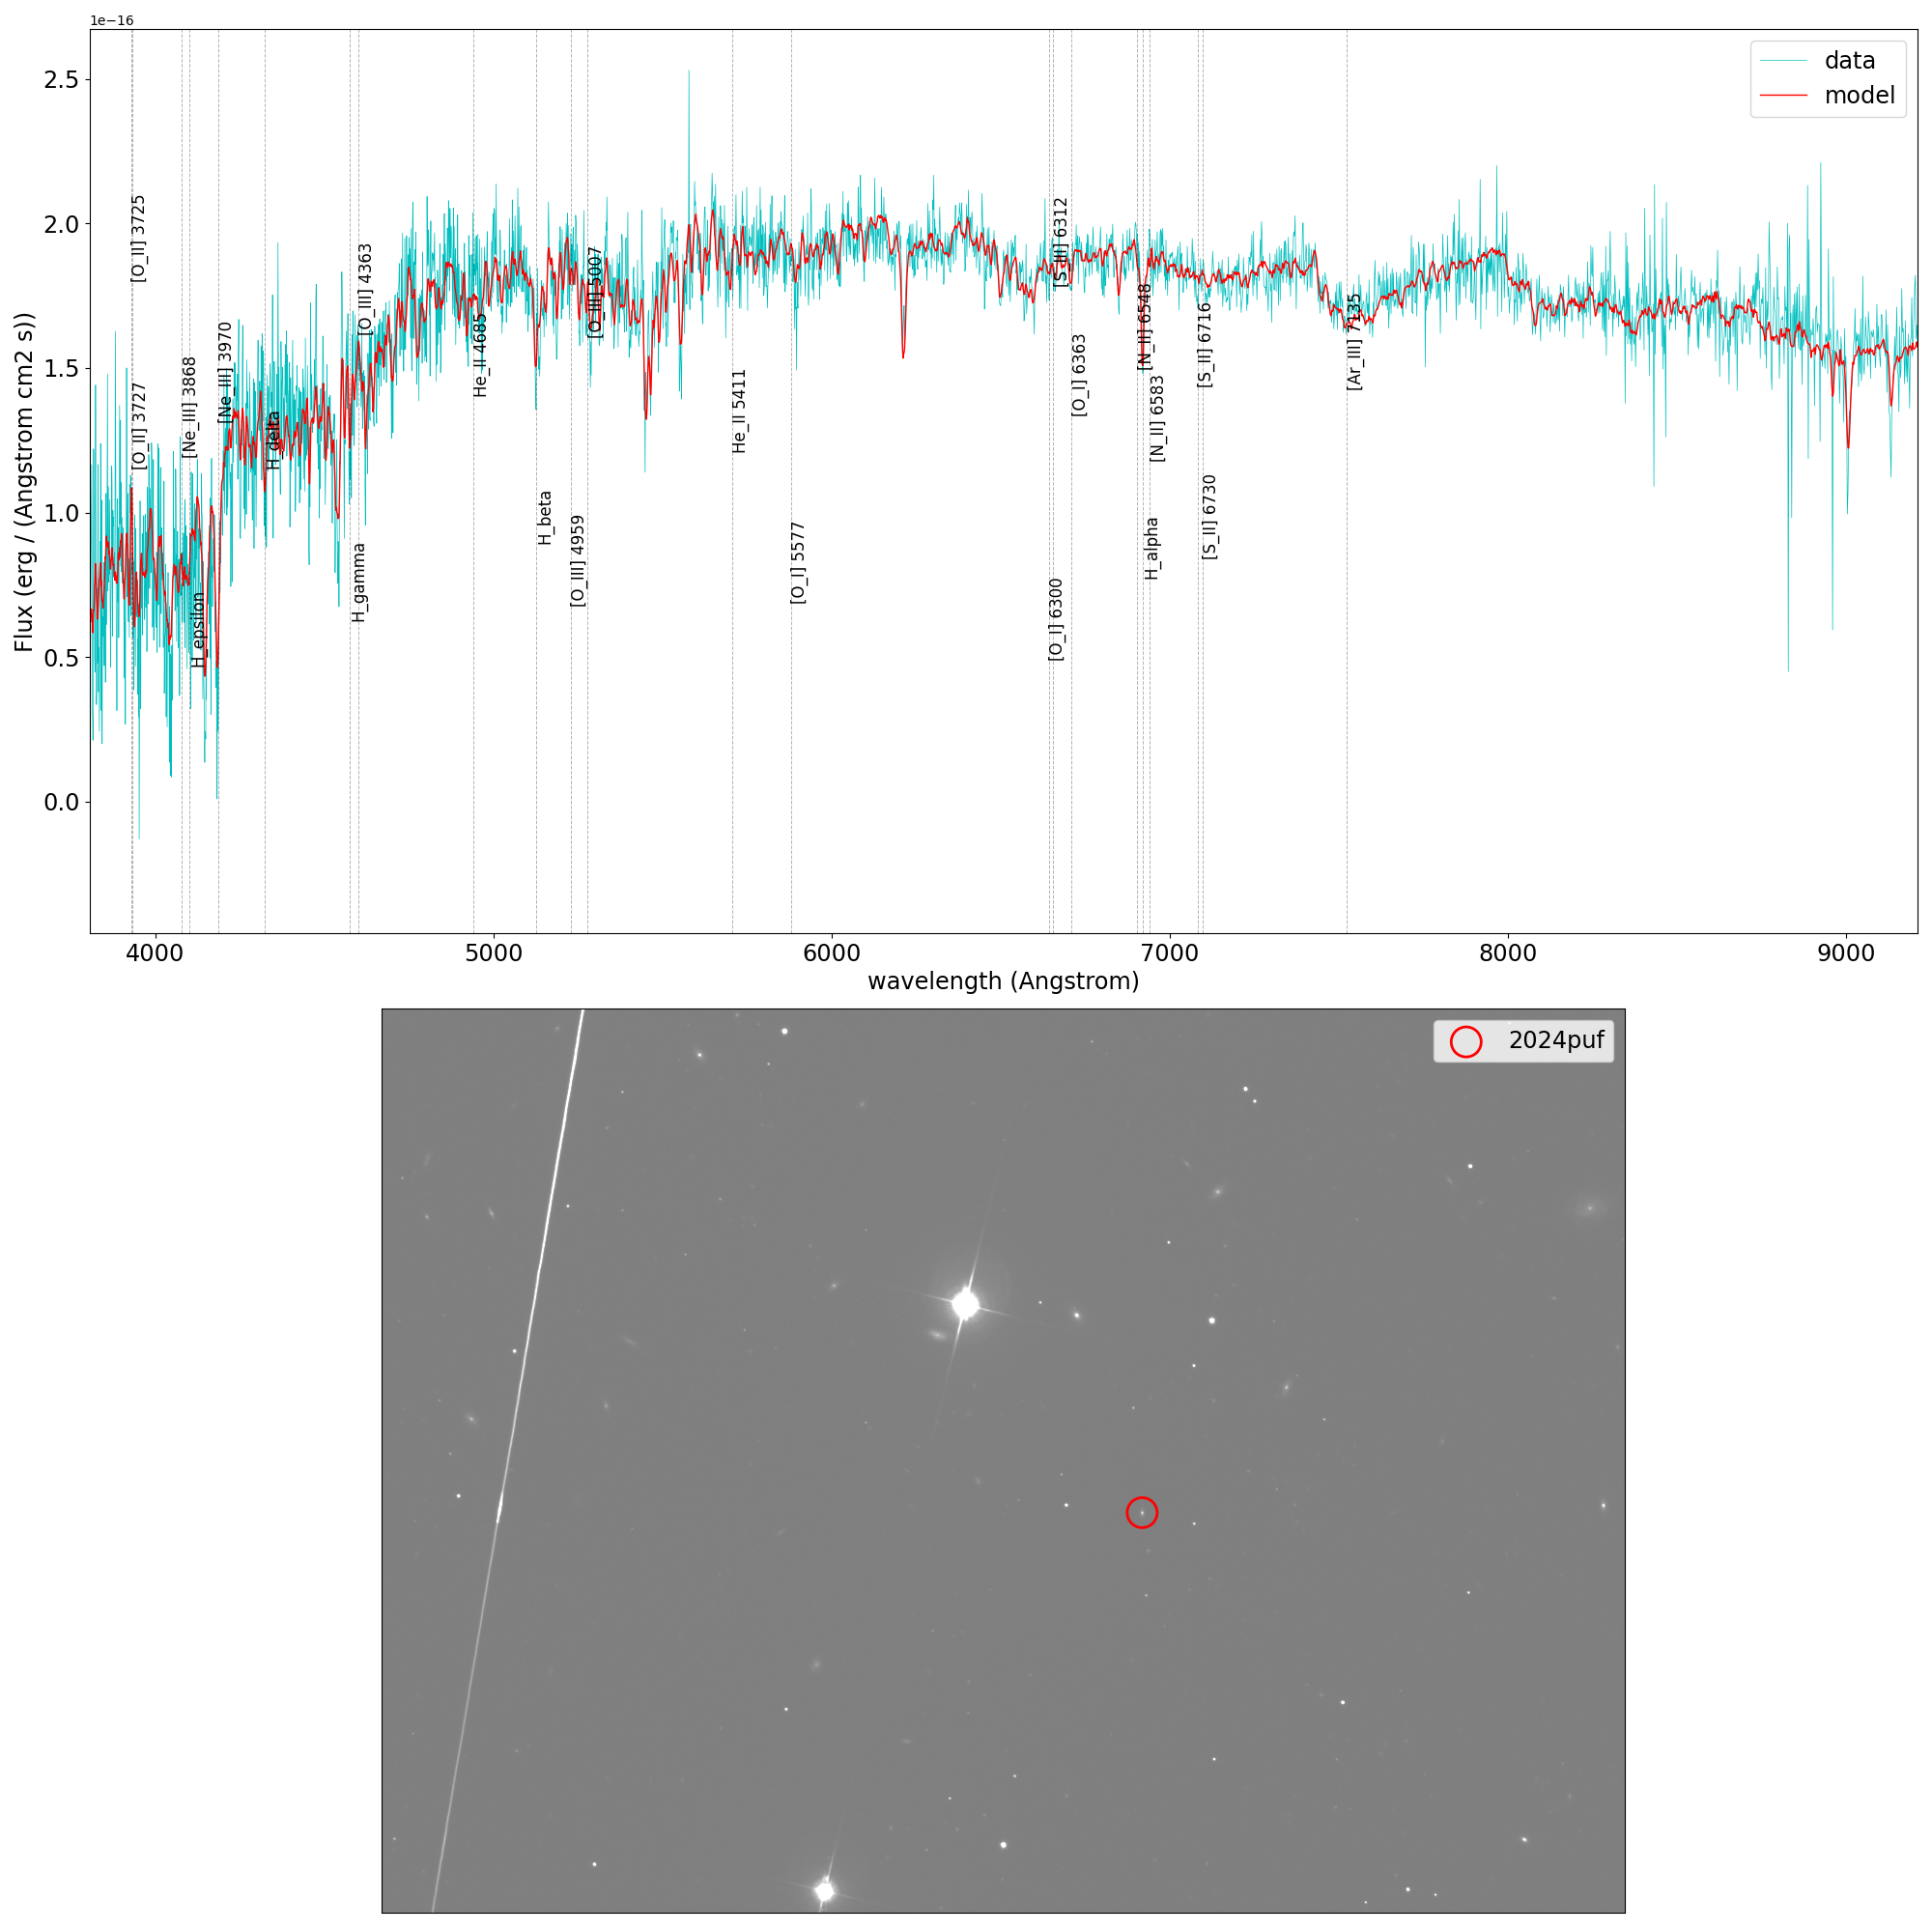 1e−16
data
model
2.5
2.0
1.5
1.0
0.5
0.0
Flux (erg / (Angstrom cm2 s))
[O_II] 3725
[O_II] 3727
[Ne_III] 3868
H_epsilon
[Ne_III] 3970
H_delta
[O_III] 4363
H_gamma
He_II 4685
H_beta
[O_III] 4959
[O_III] 5007
He_II 5411
[O_I] 5577
[S_III] 6312
[O_I] 6300
[O_I] 6363
[N_II] 6548
[N_II] 6583
H_alpha
[S_II] 6716
[S_II] 6730
[Ar_III] 7135
4000
5000
6000
7000
8000
9000
wavelength (Angstrom)
2024puf